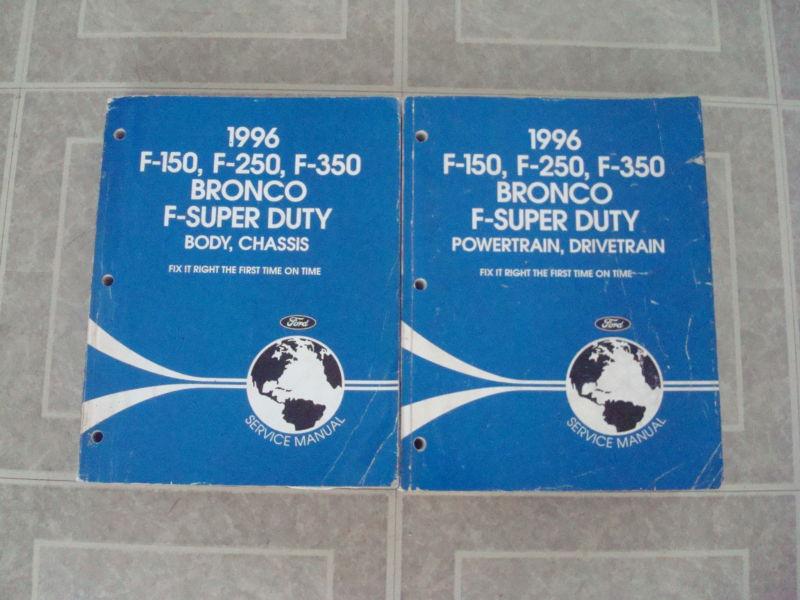 1996
F-150, F-250, F-350
BRONCO
F-SUPER DUTY
BODY, CHASSIS
FIX IT RIGHT THE FIRST TIME ON TIME
Ford
SERVICE MANUAL
1996
F-150, F-250, F-350
BRONCO
F-SUPER DUTY
POWERTRAIN, DRIVETRAIN
FIX IT RIGHT THE FIRST TIME ON TIME
Ford
SERVICE MANUAL